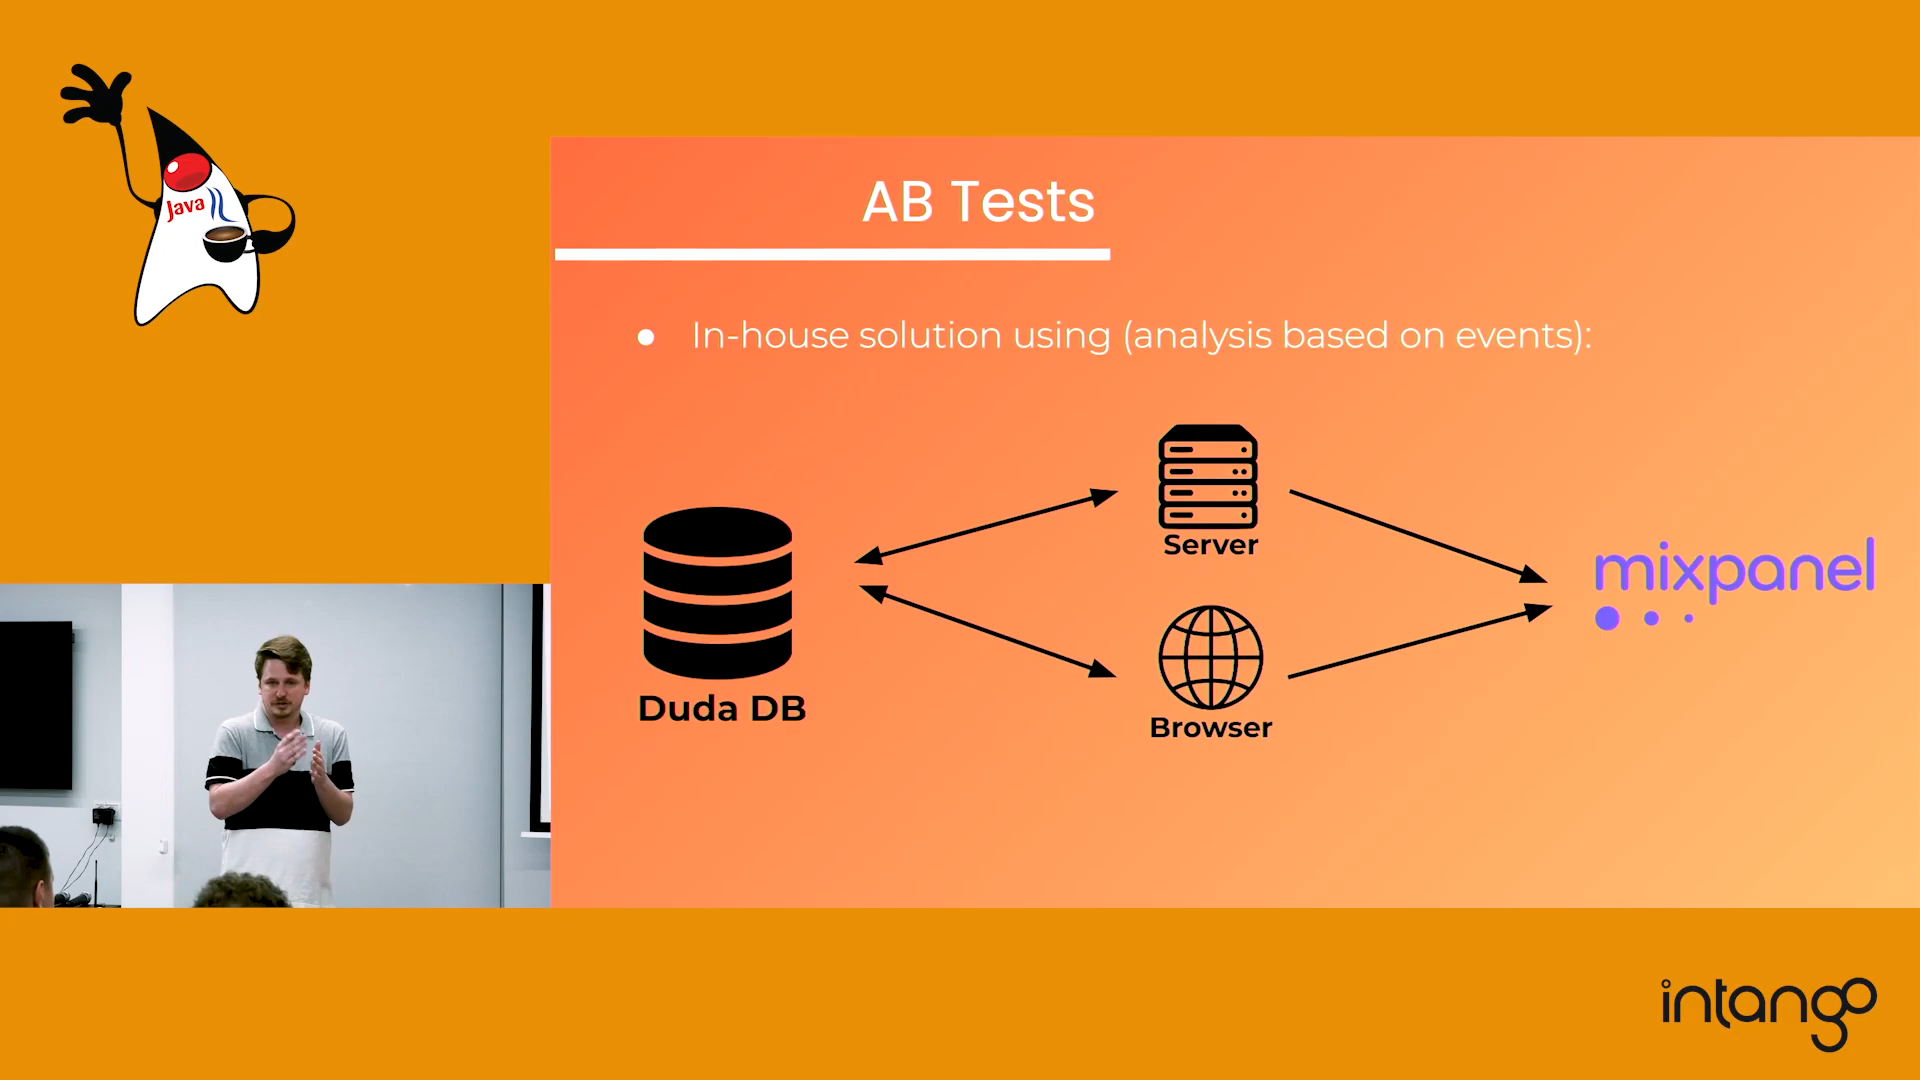 Java
AB Tests
In-house solution using (analysis based on events):
Server
mixpanel
Duda DB
Browser
intango